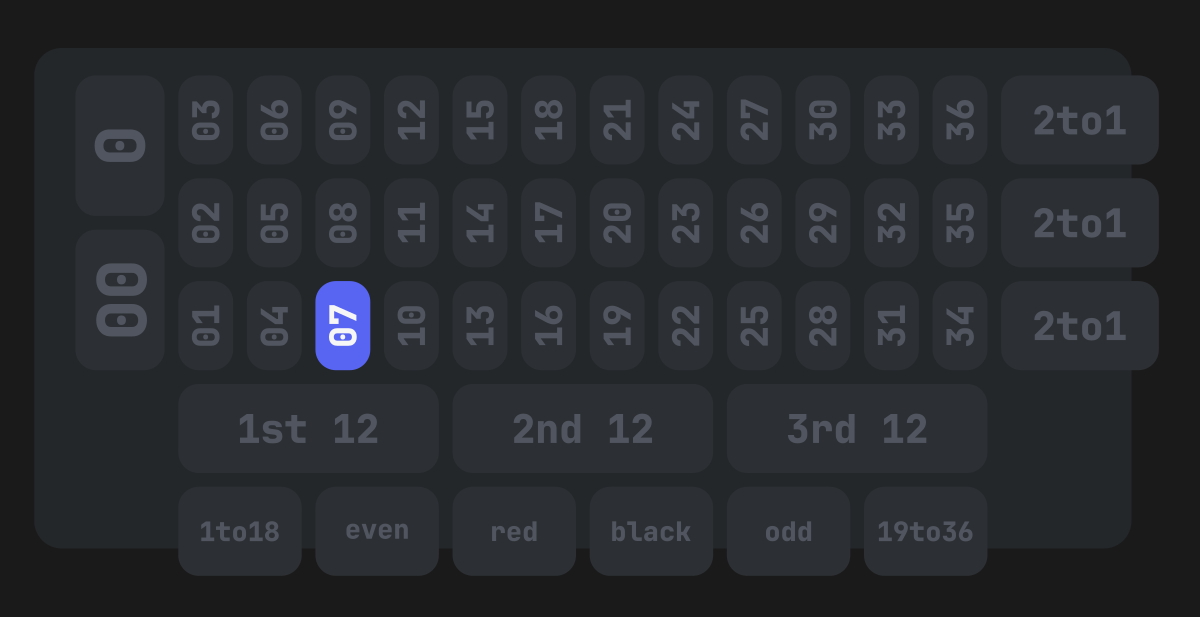 0
00
03 06 09 12 15 18 21 24 27 30 33 36 2to1
02 05 08 11 14 17 20 23 26 29 32 35 2to1
01 04 07 10 13 16 19 22 25 28 31 34 2to1
1st 12 2nd 12 3rd 12
1to18 even red black odd 19to36